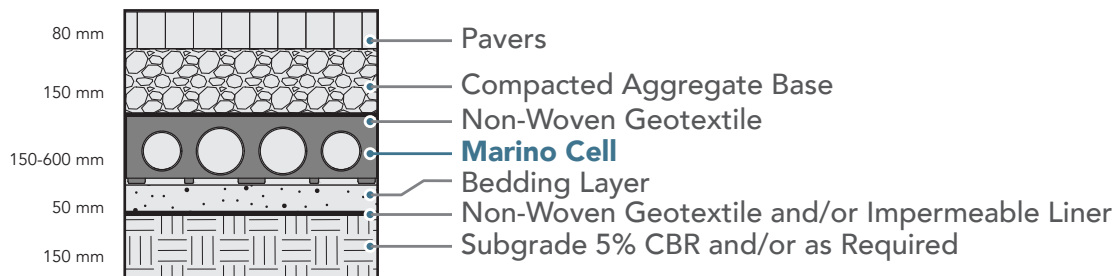 80 mm
Pavers
150 mm
Compacted Aggregate Base
Non-Woven Geotextile
150-600 mm
Marino Cell
Bedding Layer
50 mm
Non-Woven Geotextile and/or Impermeable Liner
150 mm
Subgrade 5% CBR and/or as Required